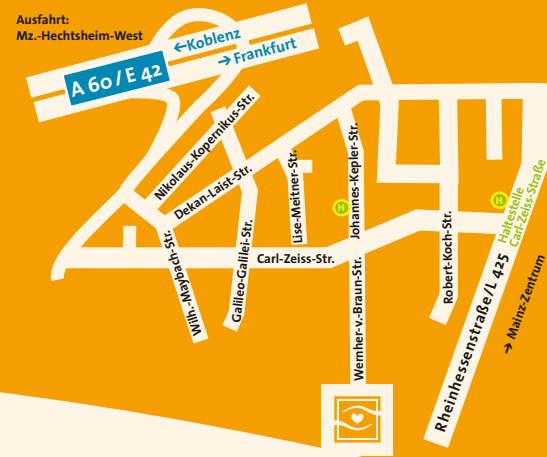 Ausfahrt:
Mz.-Hechtsheim-West
←Koblenz
→ Frankfurt
A 60/E 42
Nikolaus-Kopernikus-Str.
Dekan-Laist-Str.
Lise-Meitner-Str.
Johannes-Kepler-Str.
H
H
Haltestelle
Carl-Zeiss-Straße
Wilh.-Maybach-Str.
Galileo-Galilei-Str.
Carl-Zeiss-Str.
Wernher-v.-Braun-Str.
Robert-Koch-Str.
Rheinhessenstraße/L 425
→ Mainz-Zentrum